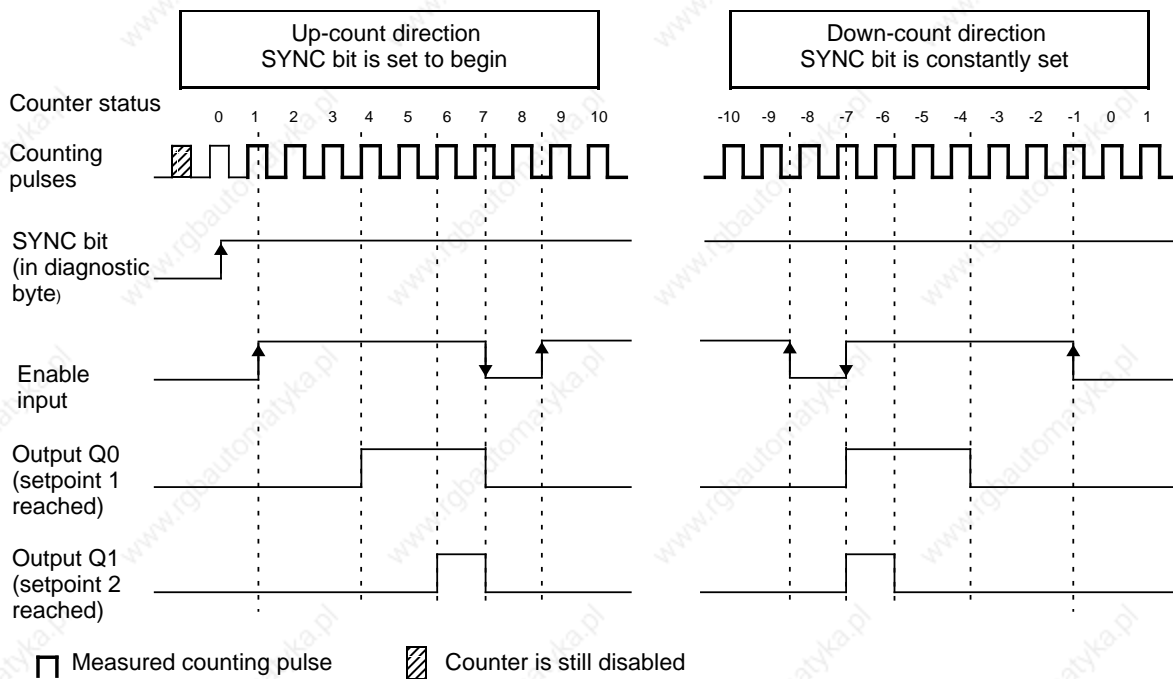 Up-count direction
SYNC bit is set to begin
Down-count direction
SYNC bit is constantly set
Counter status
0 1 2 3 4 5 6 7 8 9 10
-10 -9 -8 -7 -6 -5 -4 -3 -2 -1 0 1
Counting
pulses
SYNC bit
(in diagnostic
byte)
Enable
input
Output Q0
(setpoint 1
reached)
Output Q1
(setpoint 2
reached)
Measured counting pulse
Counter is still disabled
www.rgbautomatyka.pl